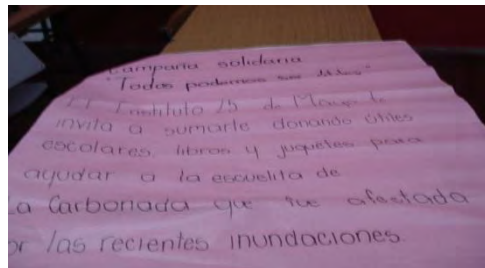 Campaña solidaria
"Todos podemos ser útiles"
El Instituto 25 de Mayo te
invita a sumarte donando útiles
escolares, libros y juguetes para
ayudar a la escuelita de
La Carbonada que fue afectada
por las recientes inundaciones.